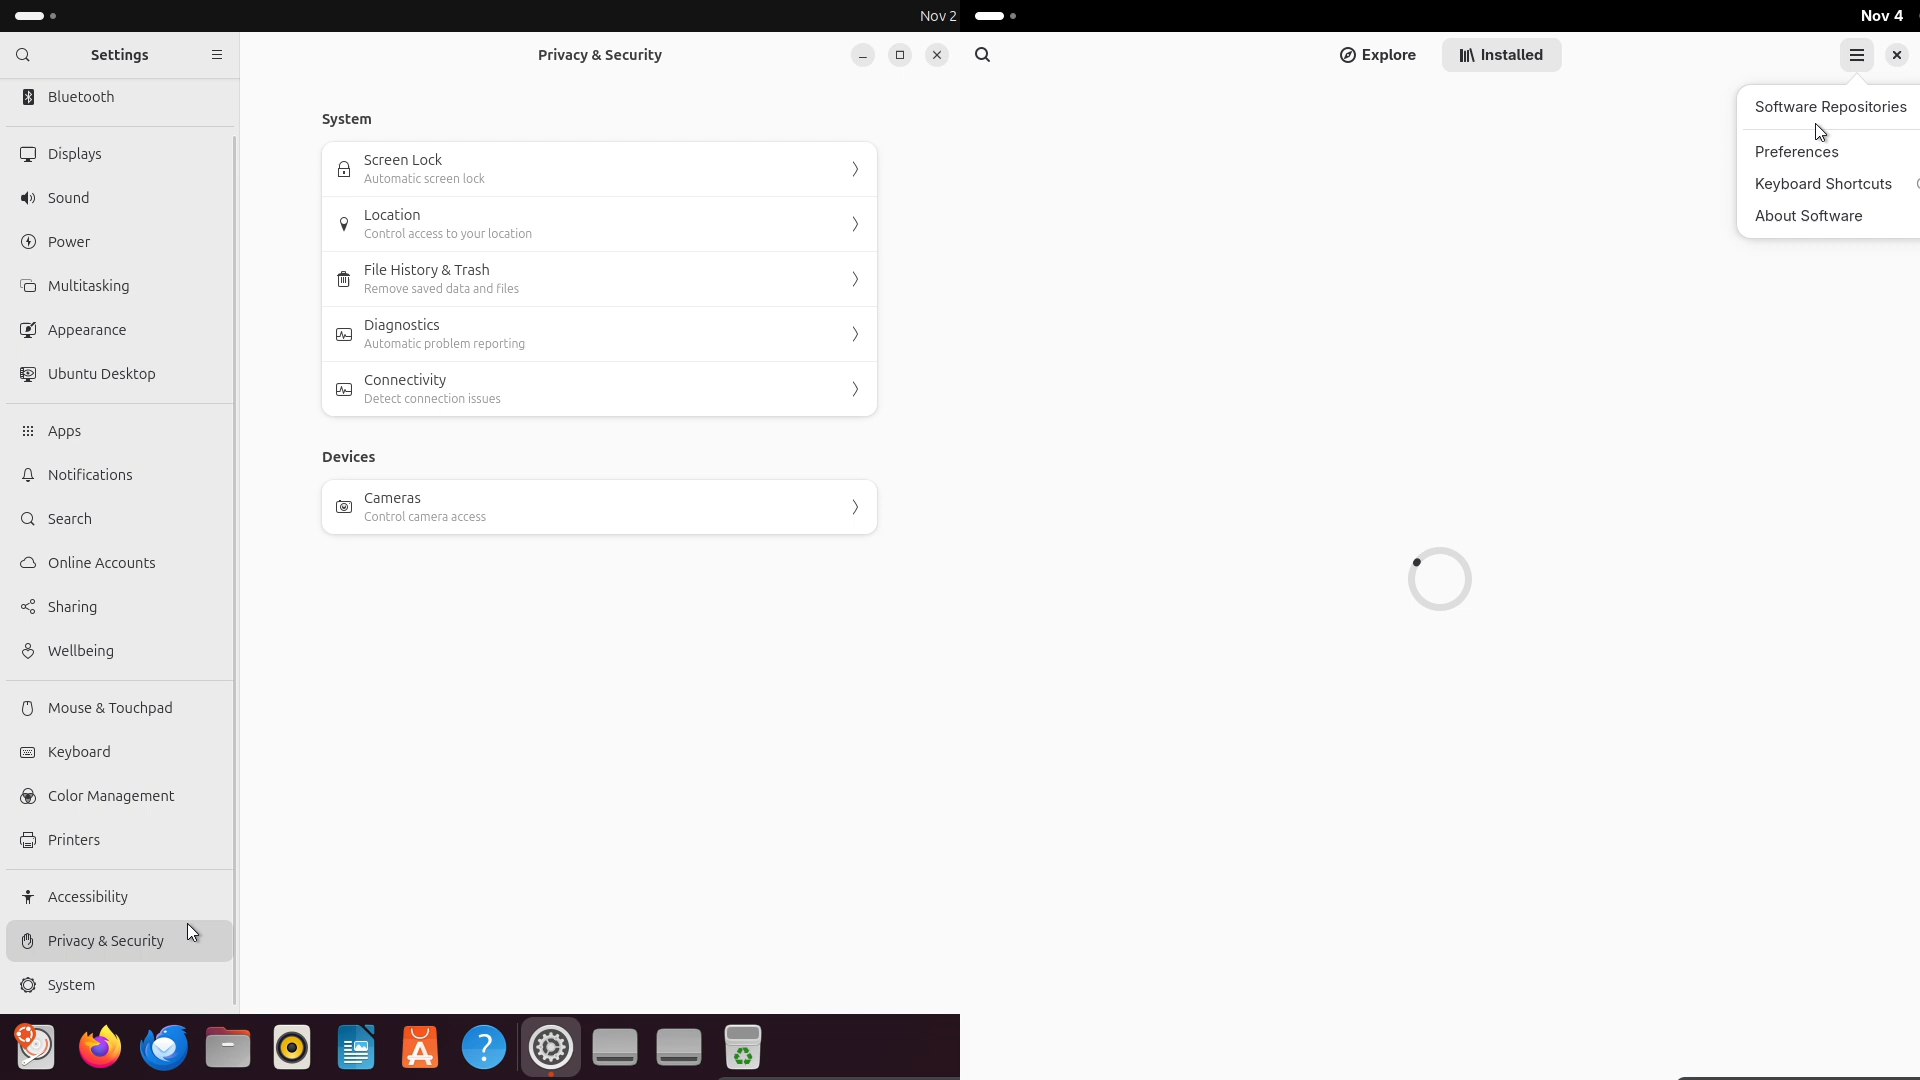 Nov 2
Settings
Privacy & Security
Bluetooth
Displays
Sound
Power
Multitasking
Appearance
Ubuntu Desktop
Apps
Notifications
Search
Online Accounts
Sharing
Wellbeing
Mouse & Touchpad
Keyboard
Color Management
Printers
Accessibility
Privacy & Security
System
System
Screen Lock
Automatic screen lock
Location
Control access to your location
File History & Trash
Remove saved data and files
Diagnostics
Automatic problem reporting
Connectivity
Detect connection issues
Devices
Cameras
Control camera access
Nov 4
Explore
Installed
Software Repositories
Preferences
Keyboard Shortcuts
About Software